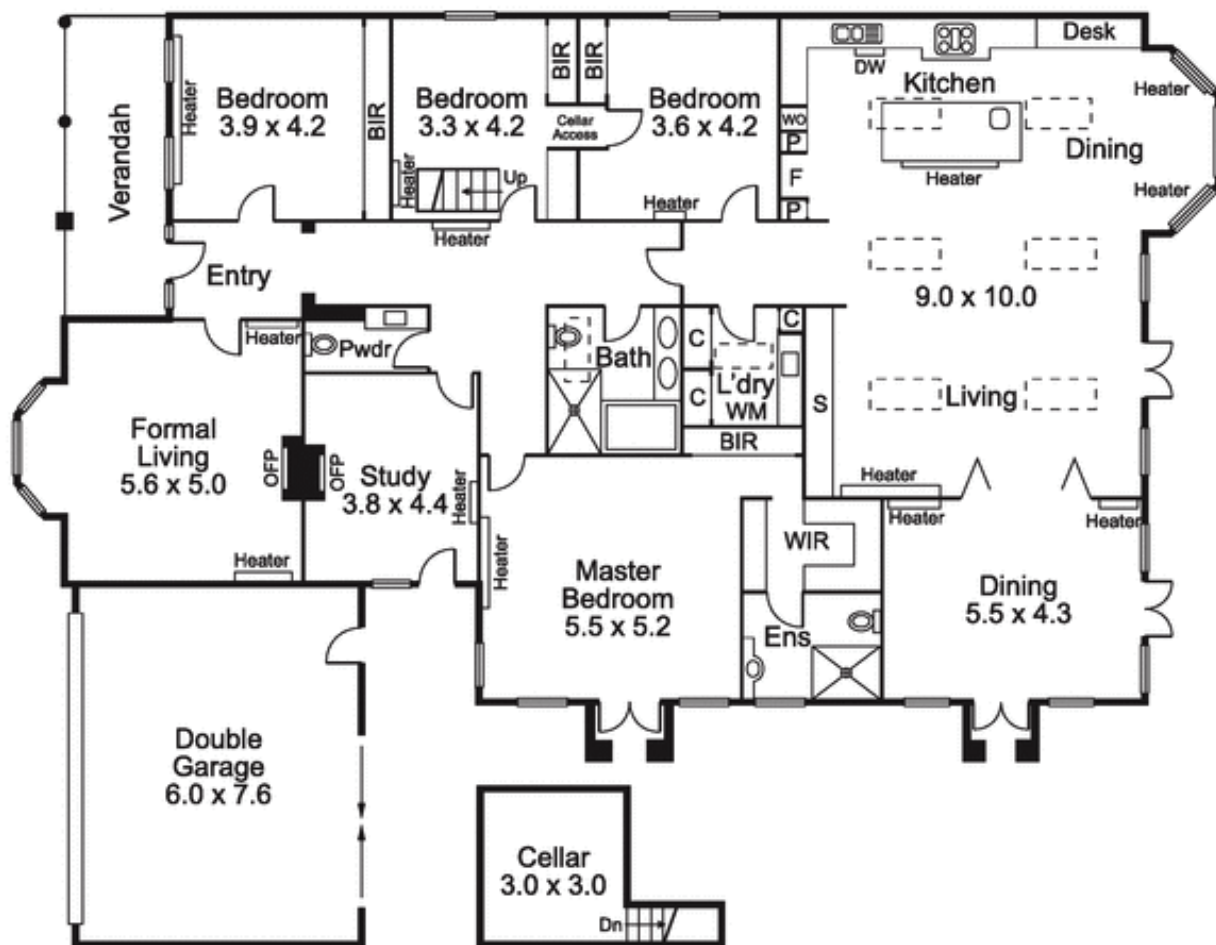 Desk
DW
Kitchen
Heater
Bedroom
3.9 x 4.2
Heater
BIR
Bedroom
3.3 x 4.2
BIR
BIR
Cellar
Access
Bedroom
3.6 x 4.2
WO
P
F
P
Heater
Dining
Heater
Verandah
Heater
Up
Heater
Heater
Entry
9.0 x 10.0
Heater
Pwdr
Bath
C
C
L'dry
WM
C
S
Living
BIR
Formal
Living
5.6 x 5.0
OFP
OFP
Study
3.8 x 4.4
Heater
Heater
Heater
Heater
Heater
Heater
WIR
Master
Bedroom
5.5 x 5.2
Ens
Dining
5.5 x 4.3
Double
Garage
6.0 x 7.6
Cellar
3.0 x 3.0
Dn